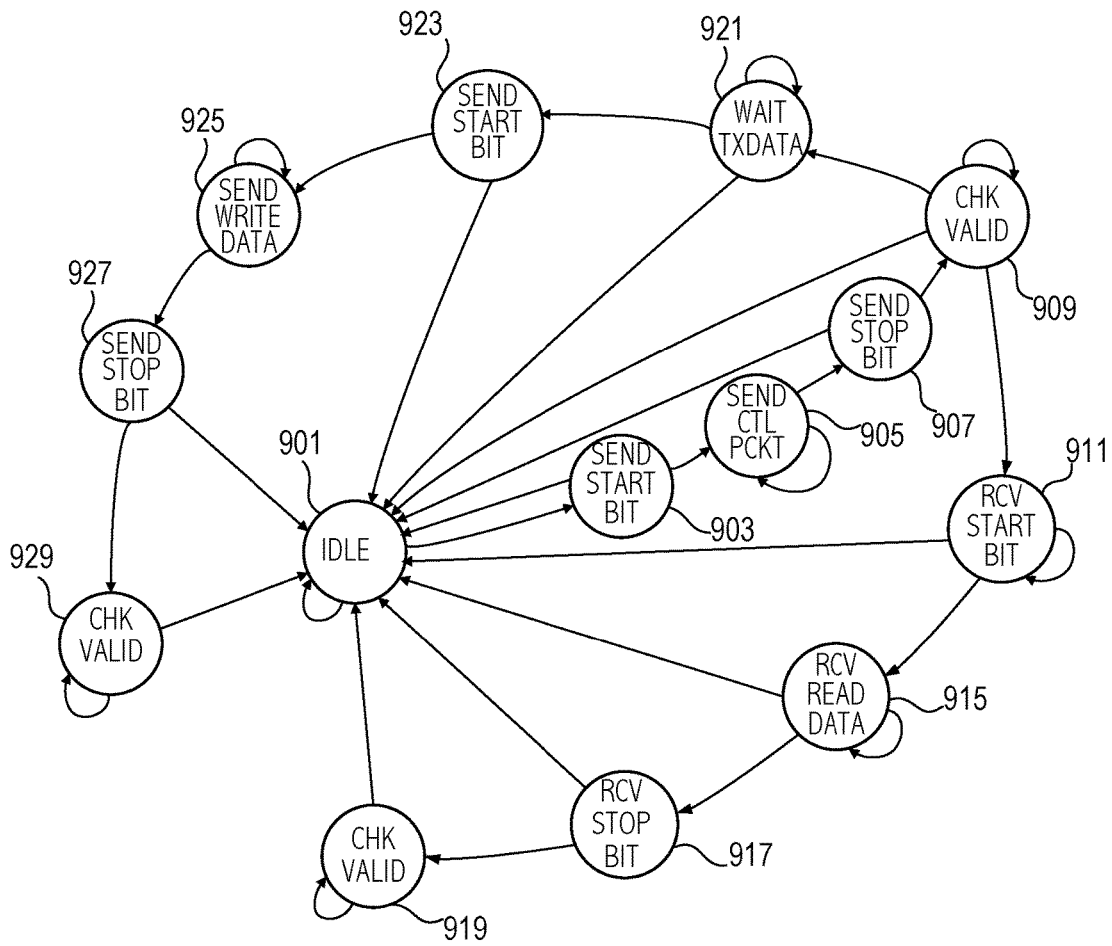 923
921
SEND
START
BIT
WAIT
TXDATA
925
SEND
WRITE
DATA
CHK
VALID
909
927
SEND
STOP
BIT
SEND
STOP
BIT
907
SEND
CTL
PCKT
905
901
IDLE
SEND
START
BIT
903
911
RCV
START
BIT
929
CHK
VALID
RCV
READ
DATA
915
RCV
STOP
BIT
917
CHK
VALID
919